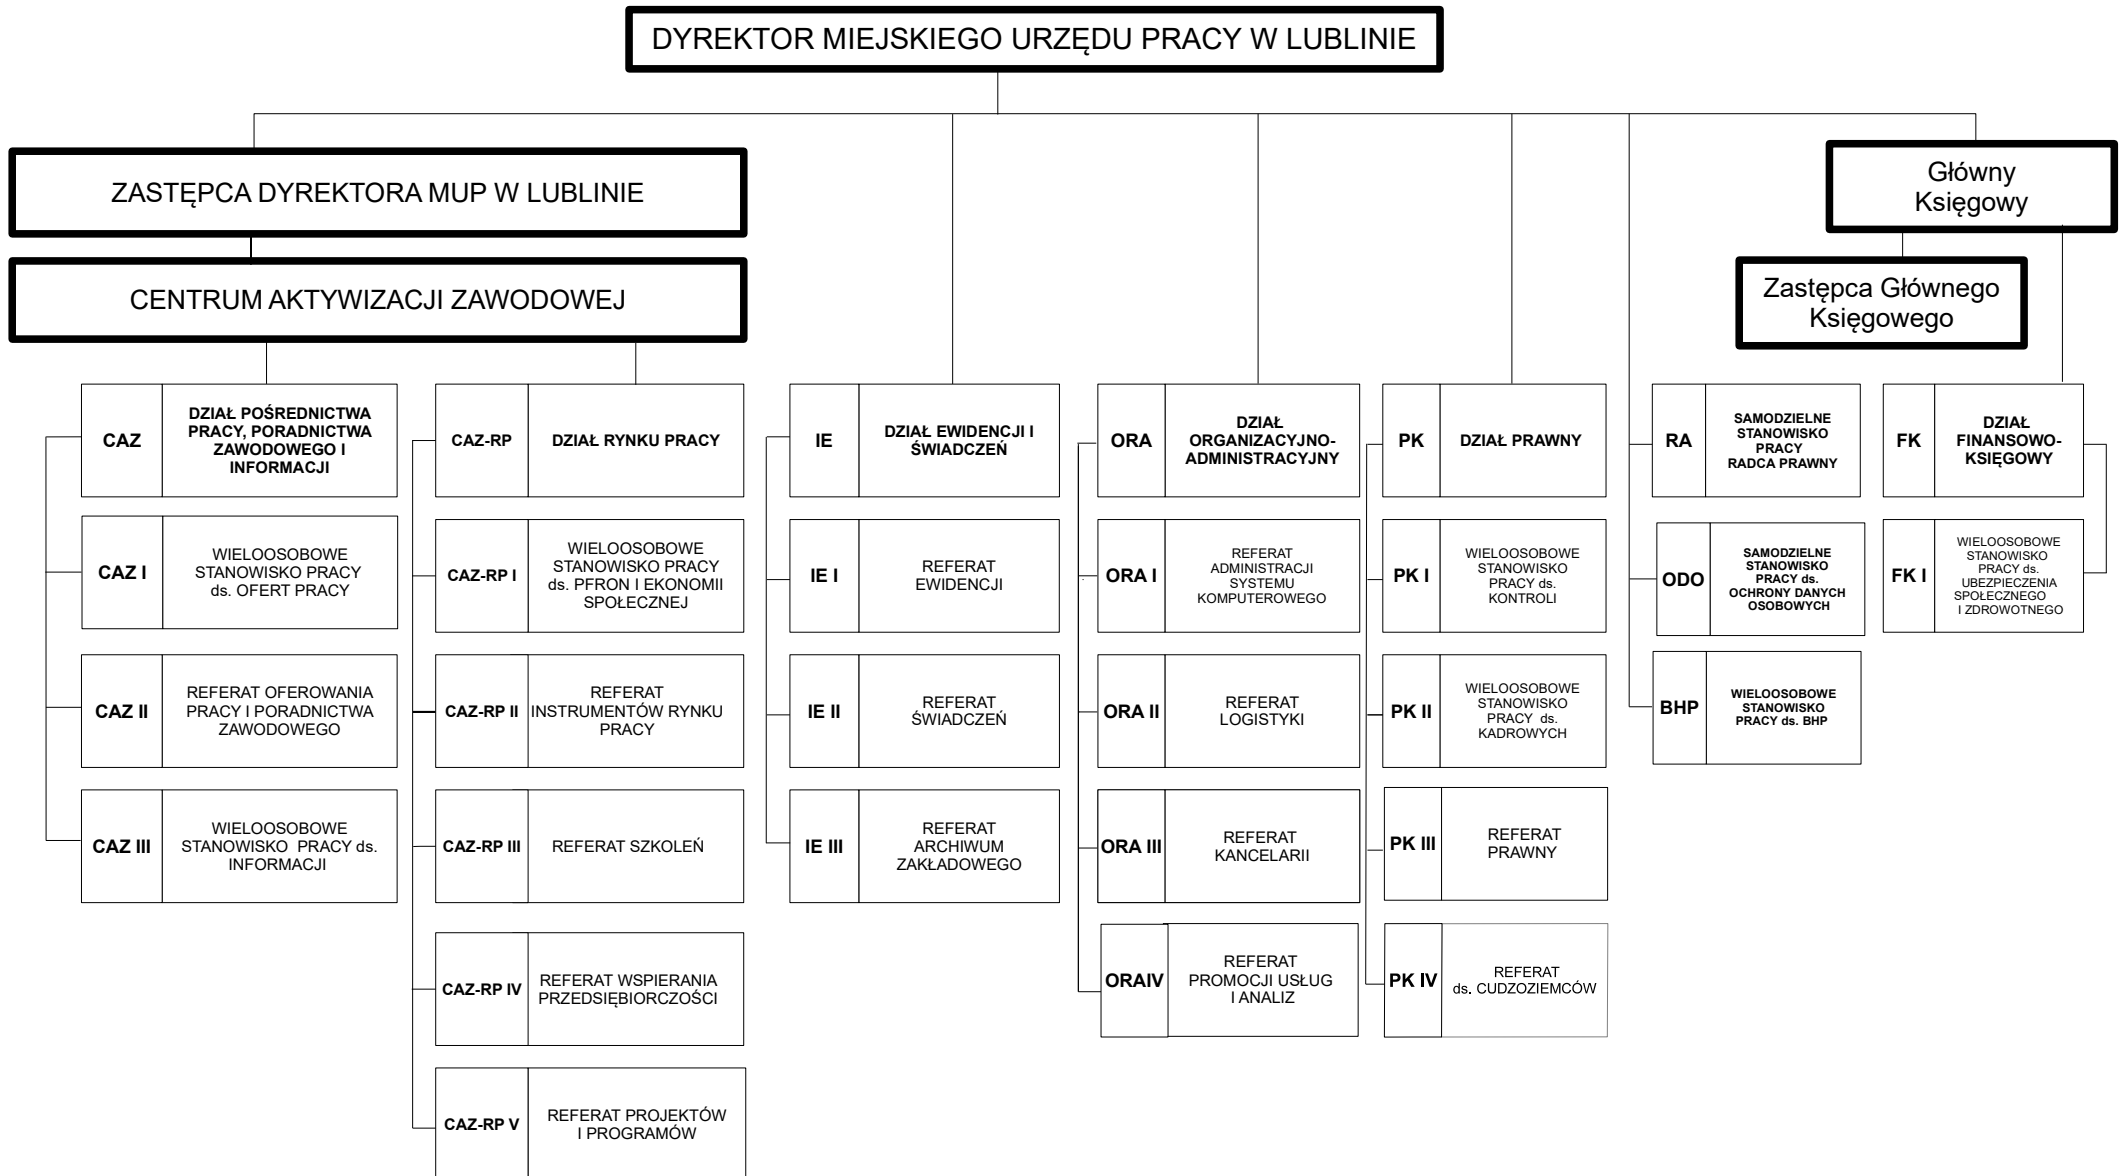 DYREKTOR MIEJSKIEGO URZĘDU PRACY W LUBLINIE
ZASTĘPCA DYREKTORA MUP W LUBLINIE
Główny
Księgowy
CENTRUM AKTYWIZACJI ZAWODOWEJ
Zastępca Głównego
Księgowego
CAZ
DZIAŁ POŚREDNICTWA
PRACY, PORADNICTWA
ZAWODOWEGO I
INFORMACJI
CAZ I
WIELOOSOBOWE
STANOWISKO PRACY
ds. OFERT PRACY
CAZ II
REFERAT OFEROWANIA
PRACY I PORADNICTWA
ZAWODOWEGO
CAZ III
WIELOOSOBOWE
STANOWISKO PRACY ds.
INFORMACJI
CAZ-RP
DZIAŁ RYNKU PRACY
CAZ-RP I
WIELOOSOBOWE
STANOWISKO PRACY
ds. PFRON I EKONOMII
SPOŁECZNEJ
CAZ-RP II
REFERAT
INSTRUMENTÓW RYNKU
PRACY
CAZ-RP III
REFERAT SZKOLEŃ
CAZ-RP IV
REFERAT WSPIERANIA
PRZEDSIĘBIORCZOŚCI
CAZ-RP V
REFERAT PROJEKTÓW
I PROGRAMÓW
IE
DZIAŁ EWIDENCJI I
ŚWIADCZEŃ
IE I
REFERAT
EWIDENCJI
IE II
REFERAT
ŚWIADCZEŃ
IE III
REFERAT
ARCHIWUM
ZAKŁADOWEGO
ORA
DZIAŁ
ORGANIZACYJNO-
ADMINISTRACYJNY
ORA I
REFERAT
ADMINISTRACJI
SYSTEMU
KOMPUTEROWEGO
ORA II
REFERAT
LOGISTYKI
ORA III
REFERAT
KANCELARII
ORAIV
REFERAT
PROMOCJI USŁUG
I ANALIZ
PK
DZIAŁ PRAWNY
PK I
WIELOOSOBOWE
STANOWISKO
PRACY ds.
KONTROLI
PK II
WIELOOSOBOWE
STANOWISKO
PRACY ds.
KADROWYCH
PK III
REFERAT
PRAWNY
PK IV
REFERAT
ds. CUDZOZIEMCÓW
RA
SAMODZIELNE
STANOWISKO
PRACY
RADCA PRAWNY
ODO
SAMODZIELNE
STANOWISKO
PRACY ds.
OCHRONY DANYCH
OSOBOWYCH
BHP
WIELOOSOBOWE
STANOWISKO
PRACY ds. BHP
FK
DZIAŁ
FINANSOWO-
KSIĘGOWY
FK I
WIELOOSOBOWE
STANOWISKO
PRACY ds.
UBEZPIECZENIA
SPOŁECZNEGO
I ZDROWOTNEGO